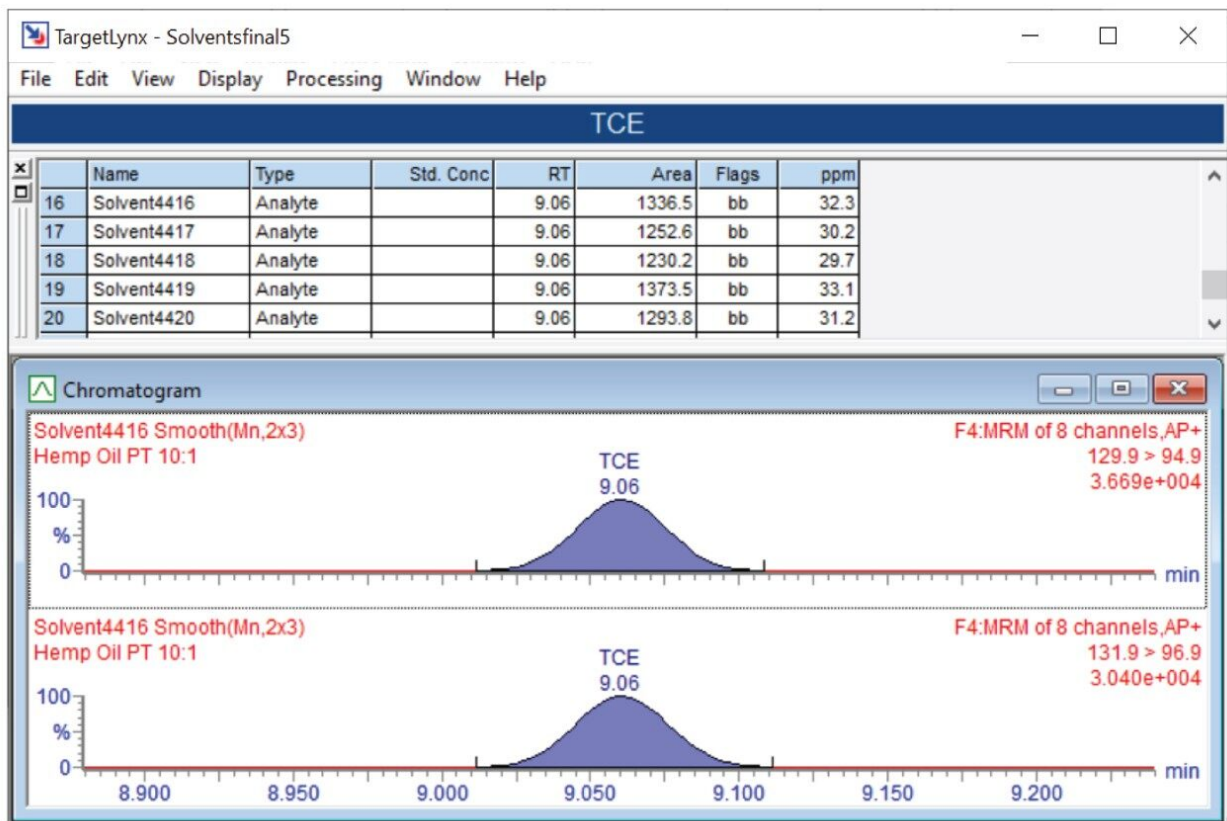 TargetLynx - Solventsfinal5
File Edit View Display Processing Window Help
TCE
Name Type Std. Conc RT Area Flags ppm
16 Solvent4416 Analyte 9.06 1336.5 bb 32.3
17 Solvent4417 Analyte 9.06 1252.6 bb 30.2
18 Solvent4418 Analyte 9.06 1230.2 bb 29.7
19 Solvent4419 Analyte 9.06 1373.5 bb 33.1
20 Solvent4420 Analyte 9.06 1293.8 bb 31.2
Chromatogram
Solvent4416 Smooth(Mn,2x3) F4:MRM of 8 channels,AP+
Hemp Oil PT 10:1 129.9 > 94.9
TCE 3.669e+004
9.06
100
%
0
min
Solvent4416 Smooth(Mn,2x3) F4:MRM of 8 channels,AP+
Hemp Oil PT 10:1 131.9 > 96.9
TCE 3.040e+004
9.06
100
%
0
min
8.900 8.950 9.000 9.050 9.100 9.150 9.200